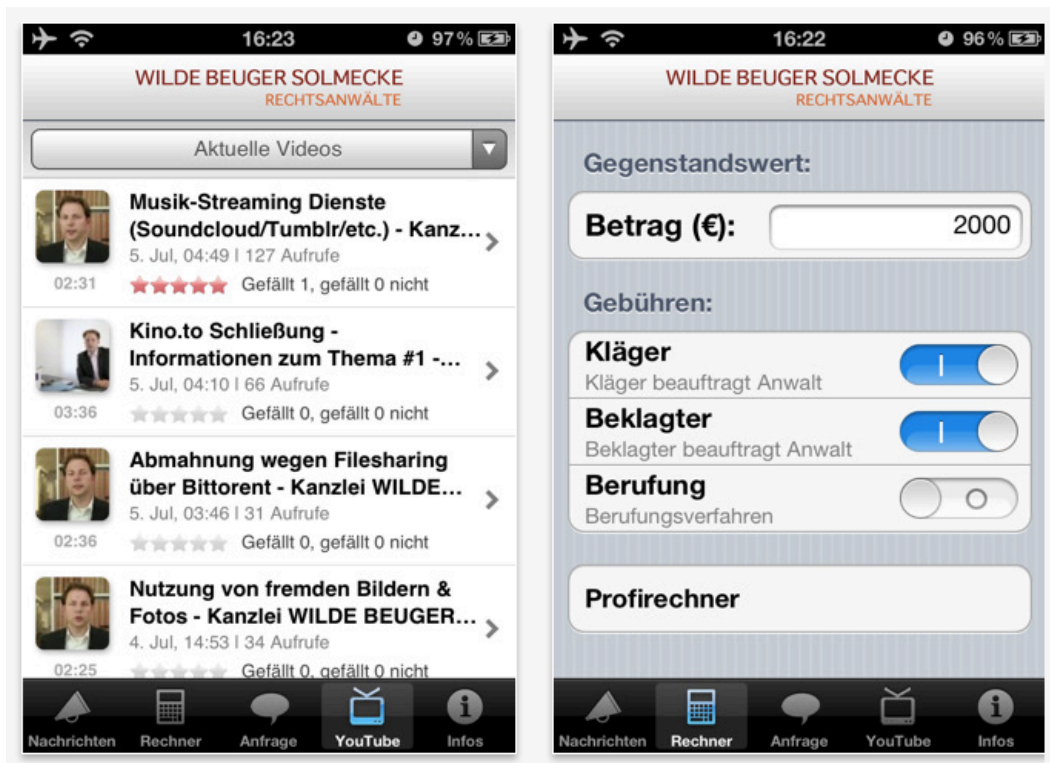 16:23
97%
WILDE BEUGER SOLMECKE
RECHTSANWÄLTE
Aktuelle Videos
Musik-Streaming Dienste
(Soundcloud/Tumblr/etc.) - Kanz...
5. Jul, 04:49 | 127 Aufrufe
02:31
Gefällt 1, gefällt 0 nicht
Kino.to Schließung -
Informationen zum Thema #1 -...
5. Jul, 04:10 | 66 Aufrufe
03:36
Gefällt 0, gefällt 0 nicht
Abmahnung wegen Filesharing
über Bittorent - Kanzlei WILDE...
5. Jul, 03:46 | 31 Aufrufe
02:36
Gefällt 0, gefällt 0 nicht
Nutzung von fremden Bildern &
Fotos - Kanzlei WILDE BEUGER...
4. Jul, 14:53 | 34 Aufrufe
02:25
Gefällt 0, gefällt 0 nicht
Nachrichten Rechner Anfrage YouTube Infos
16:22
96%
WILDE BEUGER SOLMECKE
RECHTSANWÄLTE
Gegenstandswert:
Betrag (€): 2000
Gebühren:
Kläger
Kläger beauftragt Anwalt
Beklagter
Beklagter beauftragt Anwalt
Berufung
Berufungsverfahren
Profirechner
Nachrichten Rechner Anfrage YouTube Infos